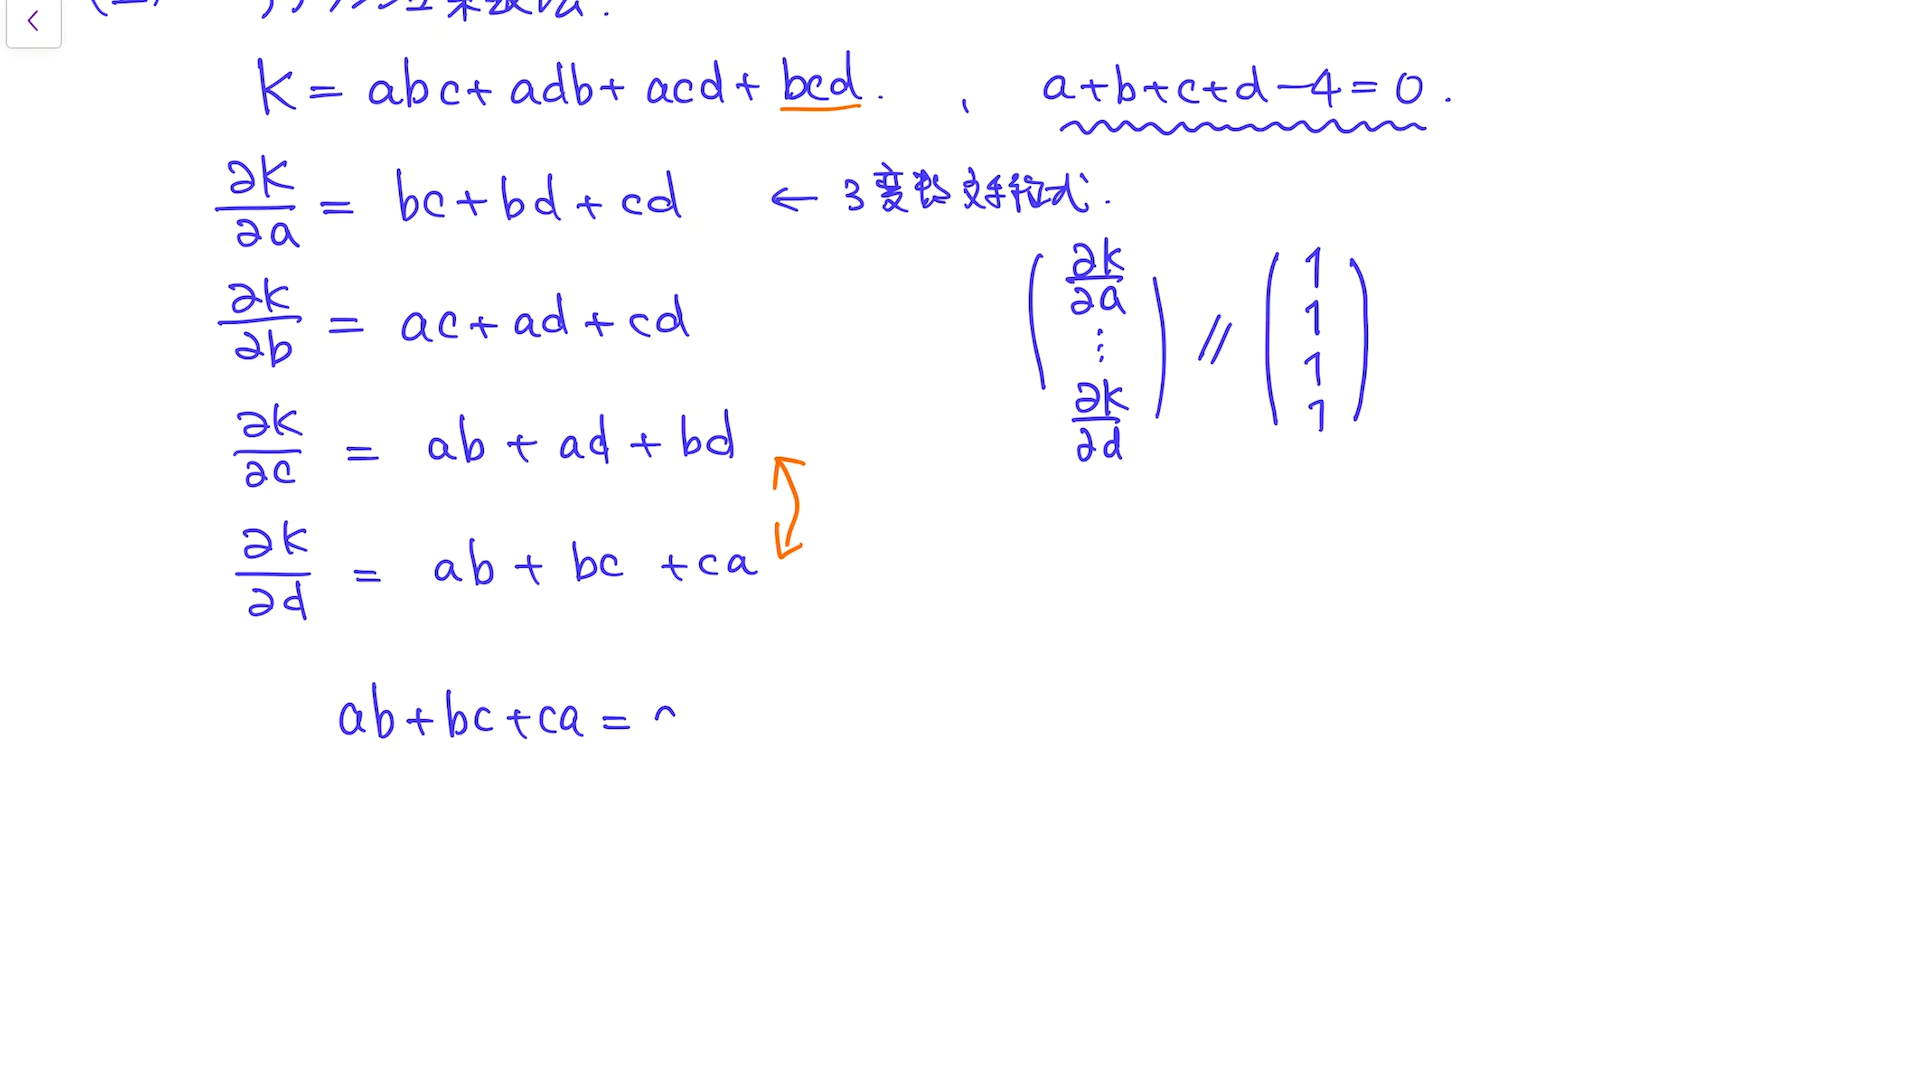 K = abc + adb + acd + bcd . , a+b+c+d-4=0 .
∂K/∂a = bc + bd + cd ← 3変数対称式.
∂K/∂b = ac + ad + cd
(∂K/∂a ⋮ ∂K/∂d) // (1 1 1 1)
∂K/∂c = ab + ad + bd
∂K/∂d = ab + bc + ca
ab+bc+ca =